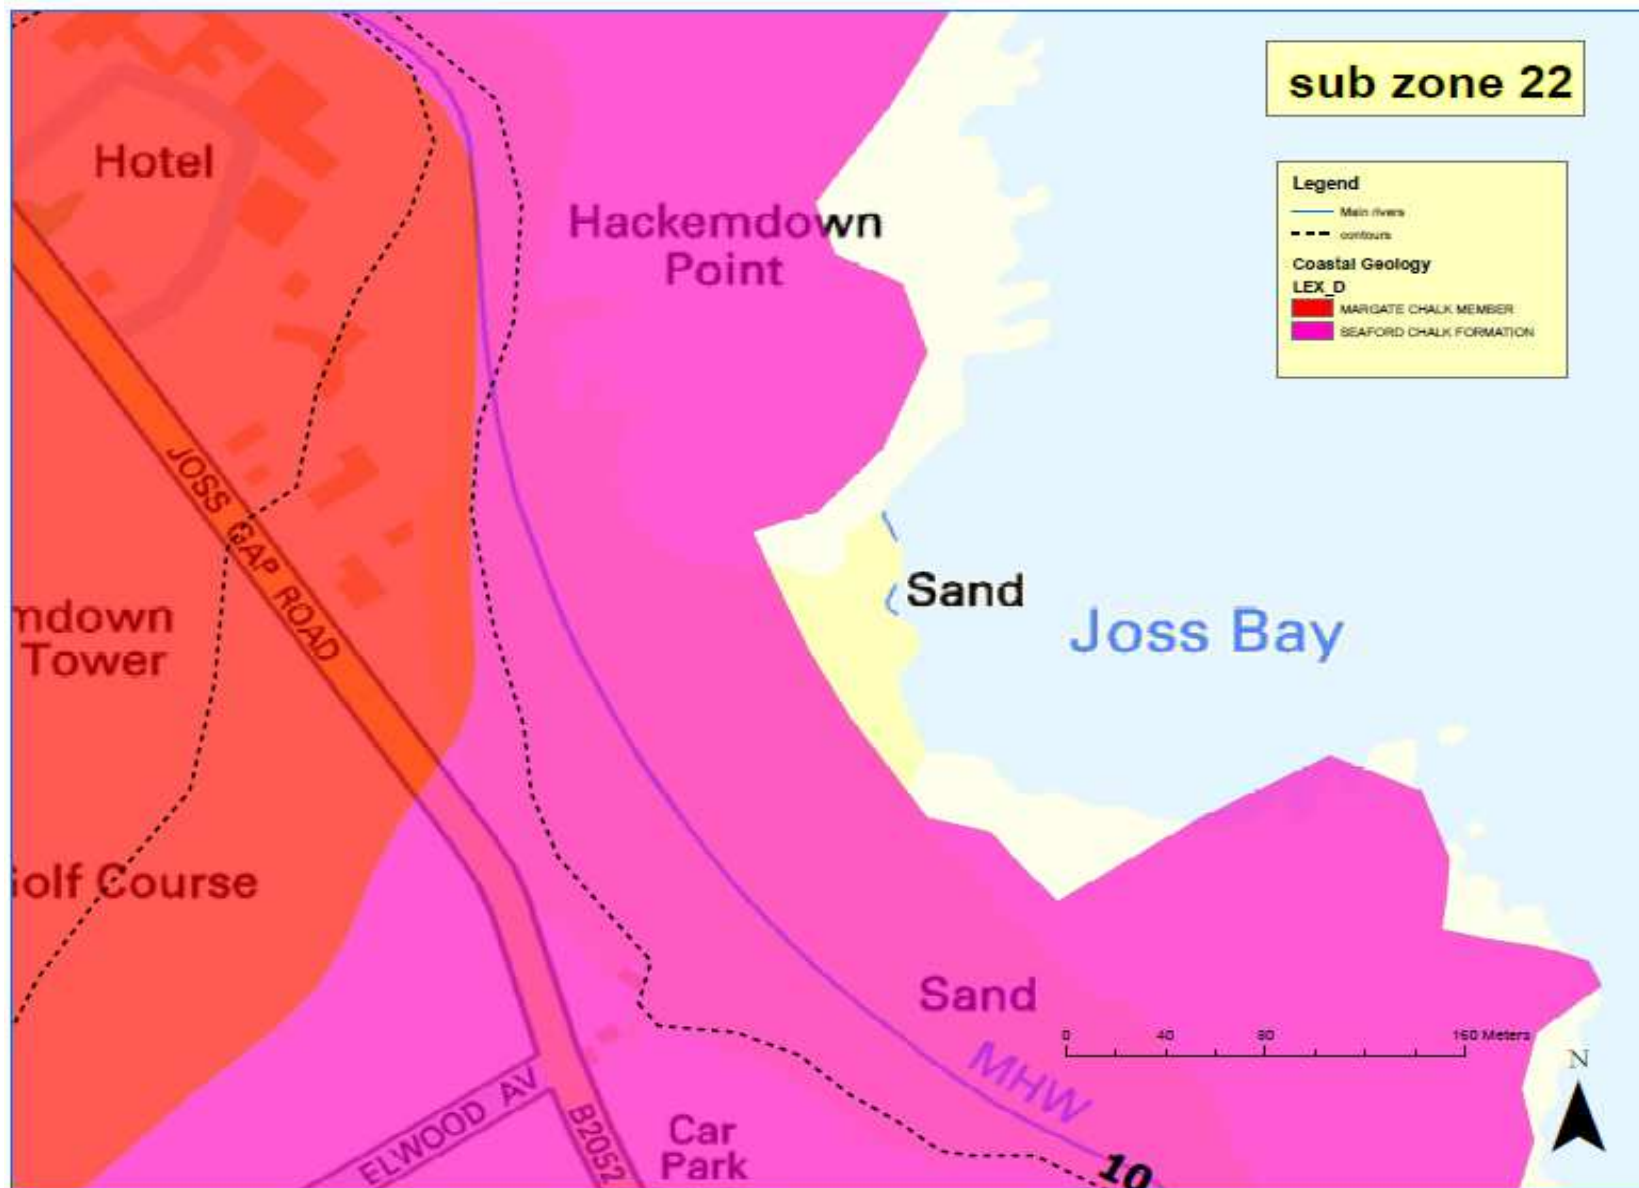 sub zone 22
Legend
Main rivers
contours
Coastal Geology
LEX_D
MARGATE CHALK MEMBER
SEAFORD CHALK FORMATION
Hotel
Hackemdown
Point
JOSS GAP ROAD
Sand
Joss Bay
mdown
Tower
olf Course
Sand
0 40 80 160 Meters
N
MHW
ELWOOD AV
B2052
Car
Park
10